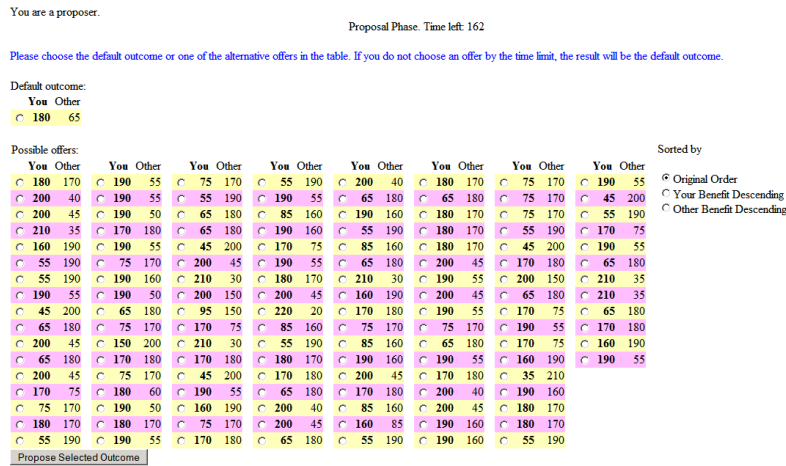 You are a proposer.
Proposal Phase. Time left: 162
Please choose the default outcome or one of the alternative offers in the table. If you do not choose an offer by the time limit, the result will be the default outcome.
Default outcome:
You Other
180 65
Possible offers:
You Other You Other You Other You Other You Other You Other You Other You Other
180 170 190 55 75 170 55 190 200 40 180 170 75 170 190 55
200 40 190 55 55 190 190 55 65 180 65 180 75 170 45 200
200 45 190 50 65 180 85 160 190 160 180 170 75 170 55 190
210 35 170 180 65 180 190 160 55 190 180 170 55 190 170 75
160 190 190 55 45 200 170 75 85 160 180 170 45 200 190 55
55 190 75 170 200 45 190 55 65 180 200 45 170 180 65 180
55 190 190 160 210 30 180 170 210 30 190 55 200 150 210 35
190 55 190 50 200 150 200 45 160 190 200 45 65 180 210 35
45 200 65 180 95 150 220 20 170 180 190 55 170 75 65 180
65 180 75 170 170 75 85 160 75 170 75 170 190 55 170 180
200 45 150 200 210 30 55 190 85 160 65 180 170 75 160 190
65 180 170 180 170 180 180 170 190 160 190 55 160 190 190 55
200 45 75 170 45 200 170 180 200 45 170 180 35 210
170 75 180 60 190 55 65 180 170 180 200 40 190 160
75 170 190 50 160 190 200 40 85 160 200 45 180 170
180 170 180 170 75 170 200 45 160 85 190 160 180 170
55 190 190 55 170 180 65 180 55 190 190 160 55 190
Sorted by
Original Order
Your Benefit Descending
Other Benefit Descending
Propose Selected Outcome